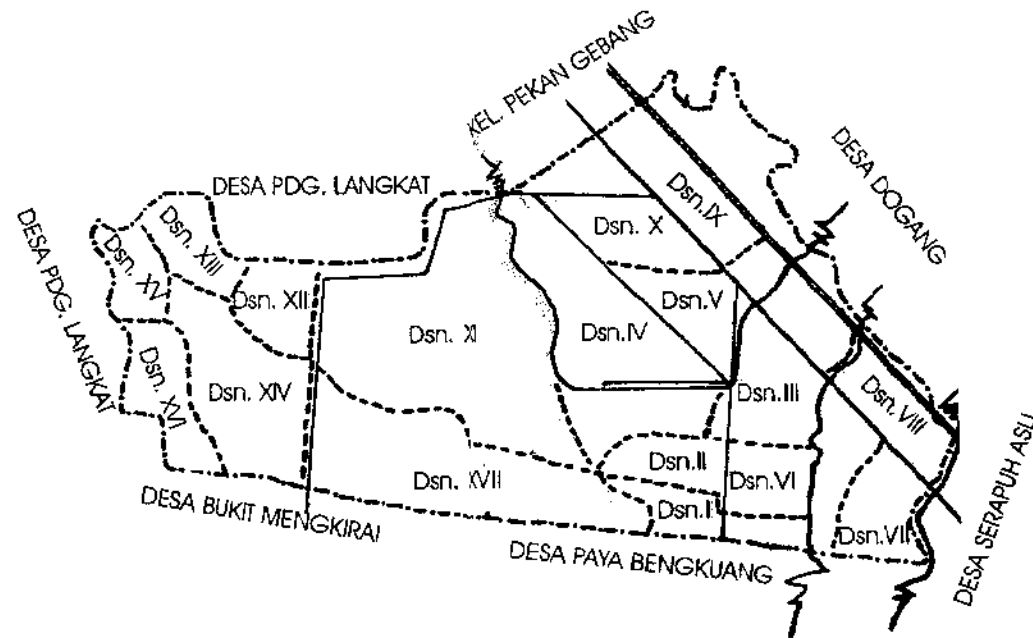 KEL. PEKAN GEBANG
DESA DOGANG
DESA PDG. LANGKAT
Dsn.IX
DESA PDG. LANGKAT
Dsn. XIII
Dsn. X
Dsn. XV
Dsn. XII
Dsn.V
Dsn. XI
Dsn.IV
Dsn. XVI
Dsn. XIV
Dsn.III
Dsn. VIII
Dsn.II
Dsn. XVII
Dsn.VI
Dsn.I
Dsn.VII
DESA BUKIT MENGKIRAI
DESA PAYA BENGKUANG
DESA SERAPUH ASLI